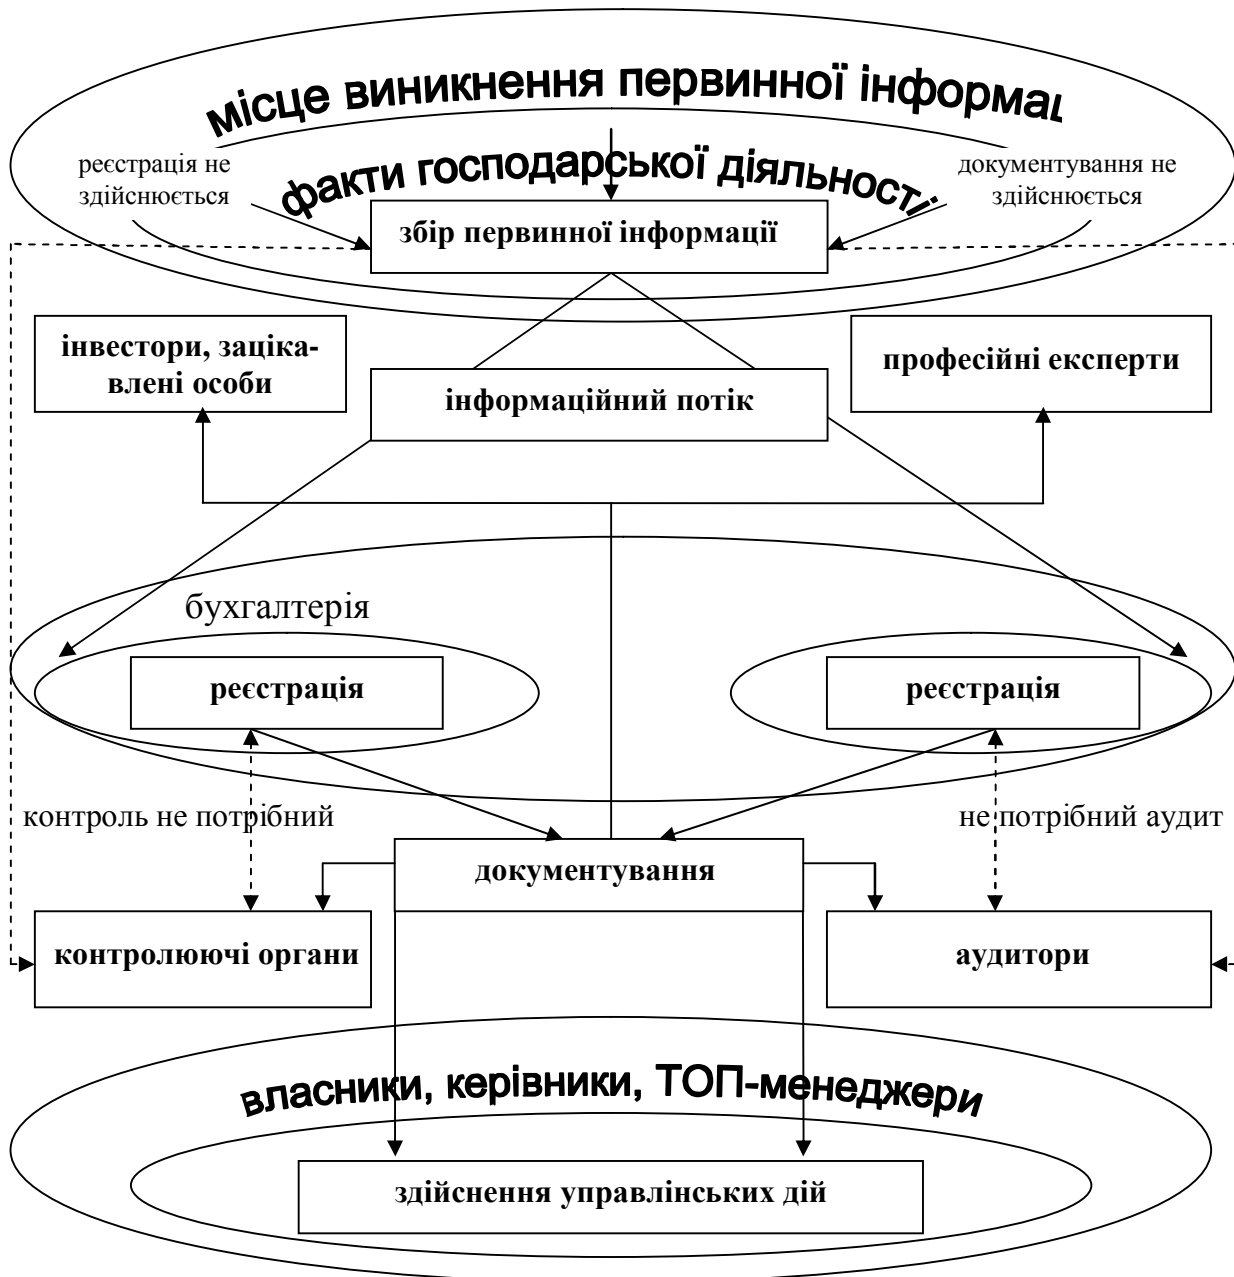 місце виникнення первинної інформац
реєстрація не
здійснюється
факти господарської діяльності
документування не
здійснюється
збір первинної інформації
інвестори, заціка-
влені особи
професійні експерти
інформаційний потік
бухгалтерія
реєстрація
реєстрація
контроль не потрібний
не потрібний аудит
документування
контролюючі органи
аудитори
власники, керівники, ТОП-менеджери
здійснення управлінських дій